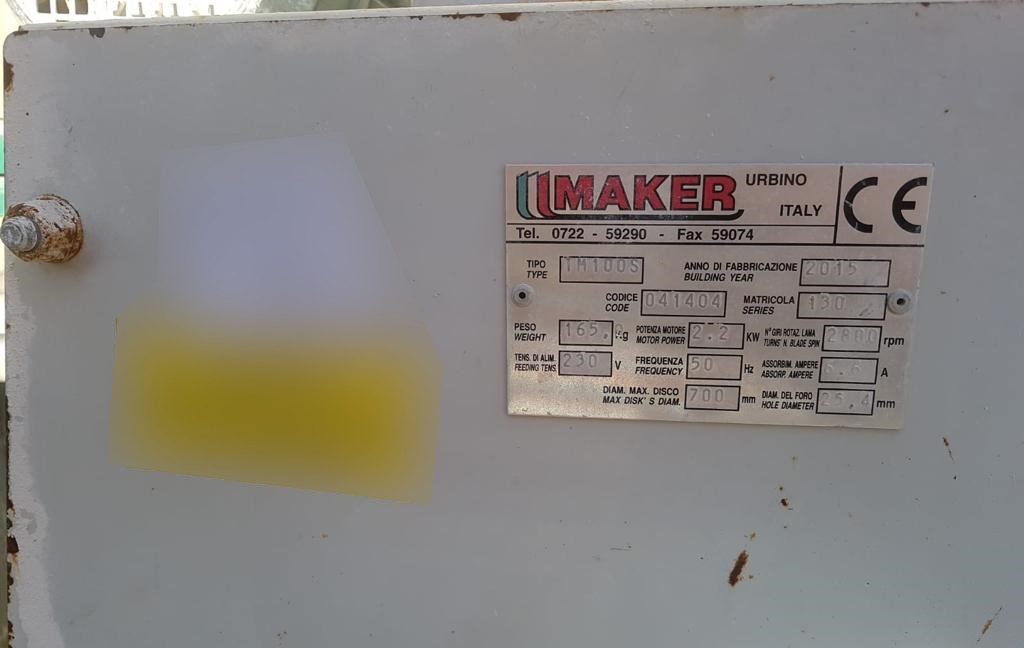 MAKER URBINO ITALY CE
Tel. 0722 - 59290 - Fax 59074
TIPO TYPE TM100S ANNO DI FABBRICAZIONE BUILDING YEAR 2015
CODICE CODE 041404 MATRICOLA SERIES 130
PESO WEIGHT 165, Kg POTENZA MOTORE MOTOR POWER 2.2 KW N° GIRI ROTAZ. LAMA TURNS' N. BLADE SPIN 2800 rpm
TENS. DI ALIM. FEEDING TENS. 230 V FREQUENZA FREQUENCY 50 Hz ASSORBIM. AMPERE ABSORP. AMPERE A
DIAM. MAX. DISCO MAX DISK' S DIAM. 700 mm DIAM. DEL FORO HOLE DIAMETER 25,4 mm